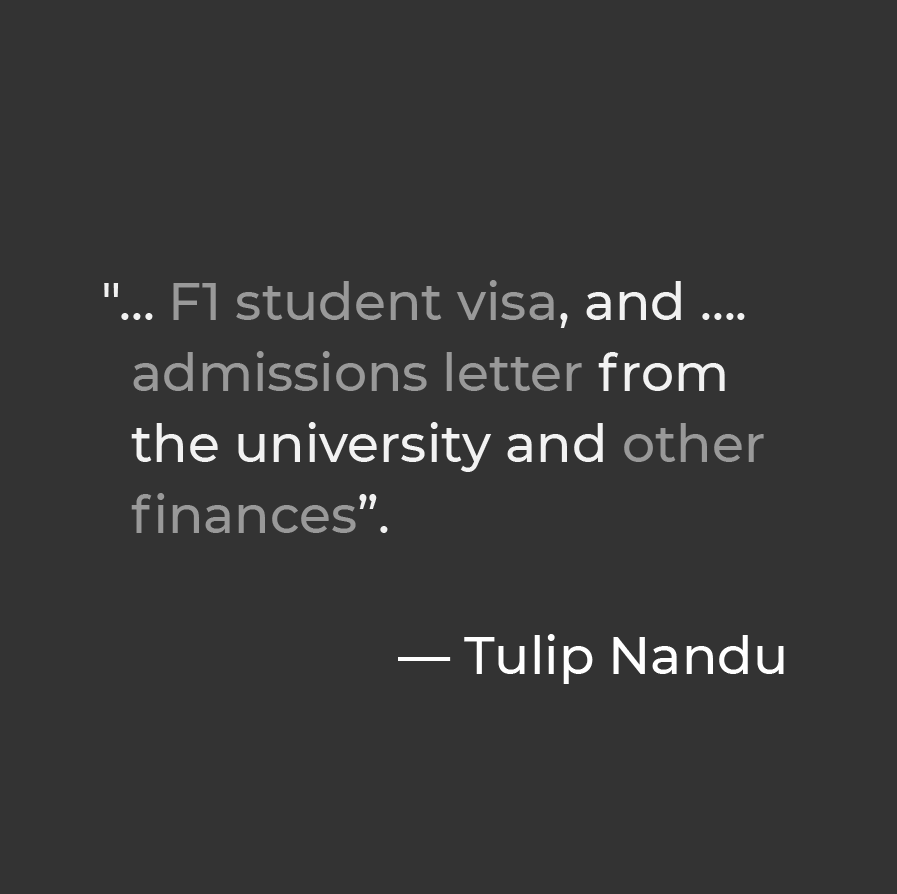 "... F1 student visa, and ....
admissions letter from
the university and other
finances”.
— Tulip Nandu